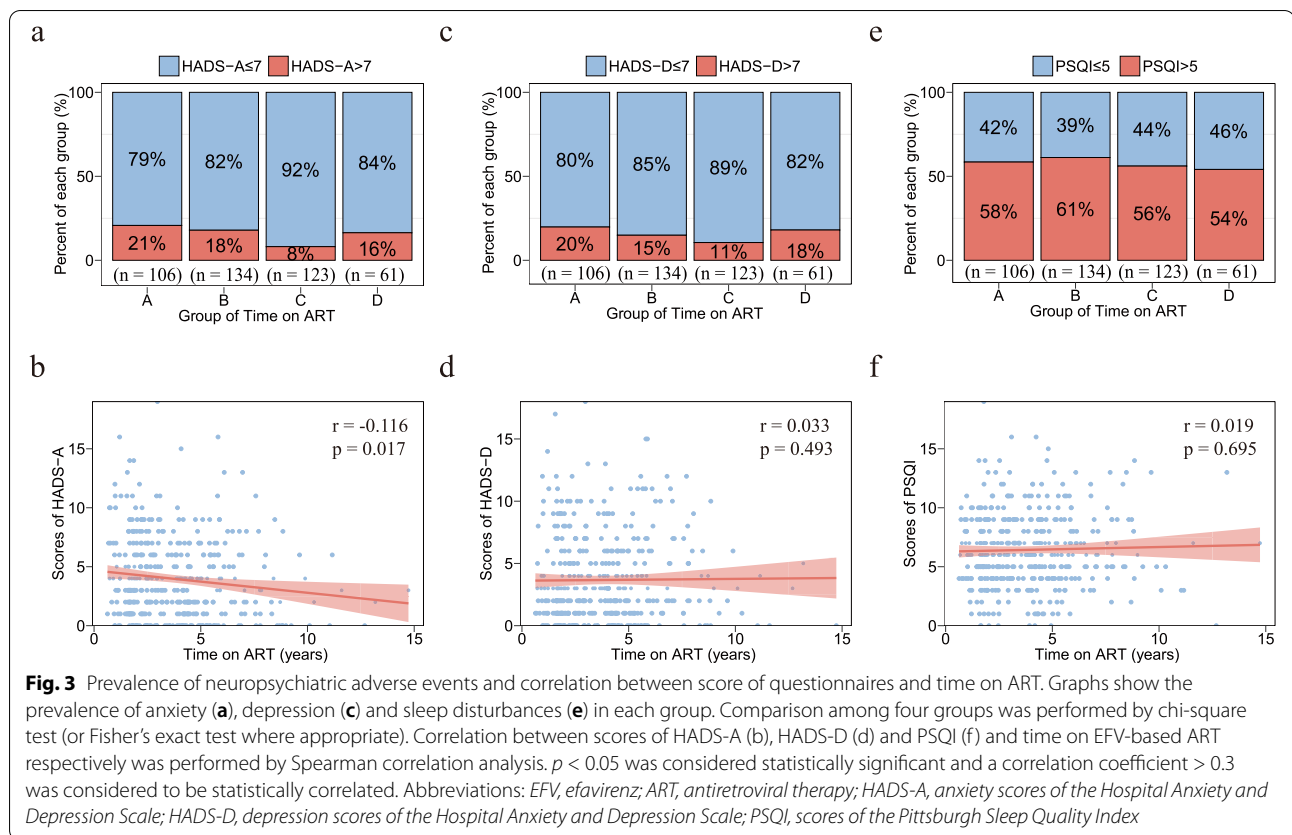 a
HADS−A≤7 HADS−A>7
Percent of each group (%)
100
50
0
79% 82% 92% 84%
21% 18% 8% 16%
(n = 106) (n = 134) (n = 123) (n = 61)
A B C D
Group of Time on ART
c
HADS−D≤7 HADS−D>7
Percent of each group (%)
100
50
0
80% 85% 89% 82%
20% 15% 11% 18%
(n = 106) (n = 134) (n = 123) (n = 61)
A B C D
Group of Time on ART
e
PSQI≤5 PSQI>5
Percent of each group (%)
100
50
0
42% 39% 44% 46%
58% 61% 56% 54%
(n = 106) (n = 134) (n = 123) (n = 61)
A B C D
Group of Time on ART
b
Scores of HADS−A
15
10
5
0
r = -0.116
p = 0.017
0 5 10 15
Time on ART (years)
d
Scores of HADS−D
15
10
5
0
r = 0.033
p = 0.493
0 5 10 15
Time on ART (years)
f
Scores of PSQI
15
10
5
0
r = 0.019
p = 0.695
0 5 10 15
Time on ART (years)
Fig. 3 Prevalence of neuropsychiatric adverse events and correlation between score of questionnaires and time on ART. Graphs show the
prevalence of anxiety (a), depression (c) and sleep disturbances (e) in each group. Comparison among four groups was performed by chi-square
test (or Fisher's exact test where appropriate). Correlation between scores of HADS-A (b), HADS-D (d) and PSQI (f) and time on EFV-based ART
respectively was performed by Spearman correlation analysis. p < 0.05 was considered statistically significant and a correlation coefficient > 0.3
was considered to be statistically correlated. Abbreviations: EFV, efavirenz; ART, antiretroviral therapy; HADS-A, anxiety scores of the Hospital Anxiety and
Depression Scale; HADS-D, depression scores of the Hospital Anxiety and Depression Scale; PSQI, scores of the Pittsburgh Sleep Quality Index